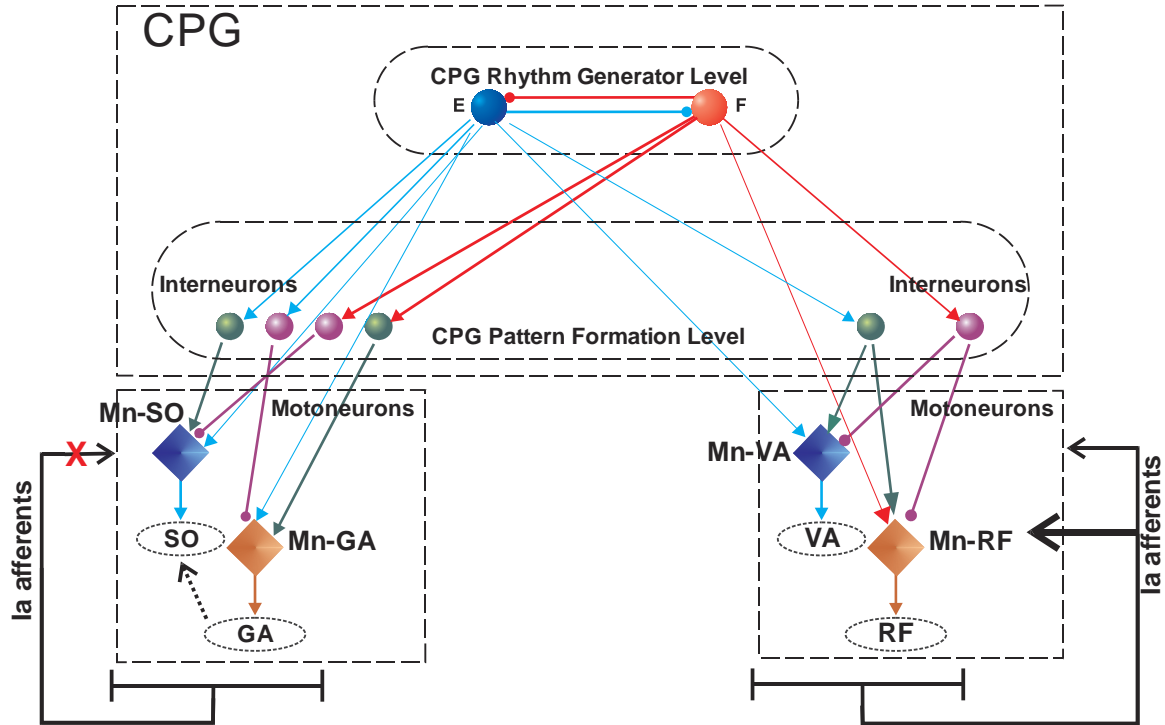 CPG
CPG Rhythm Generator Level
E
F
Interneurons
Interneurons
CPG Pattern Formation Level
Mn-SO
Motoneurons
Motoneurons
X
Mn-VA
Ia afferents
SO
Mn-GA
VA
Mn-RF
Ia afferents
GA
RF